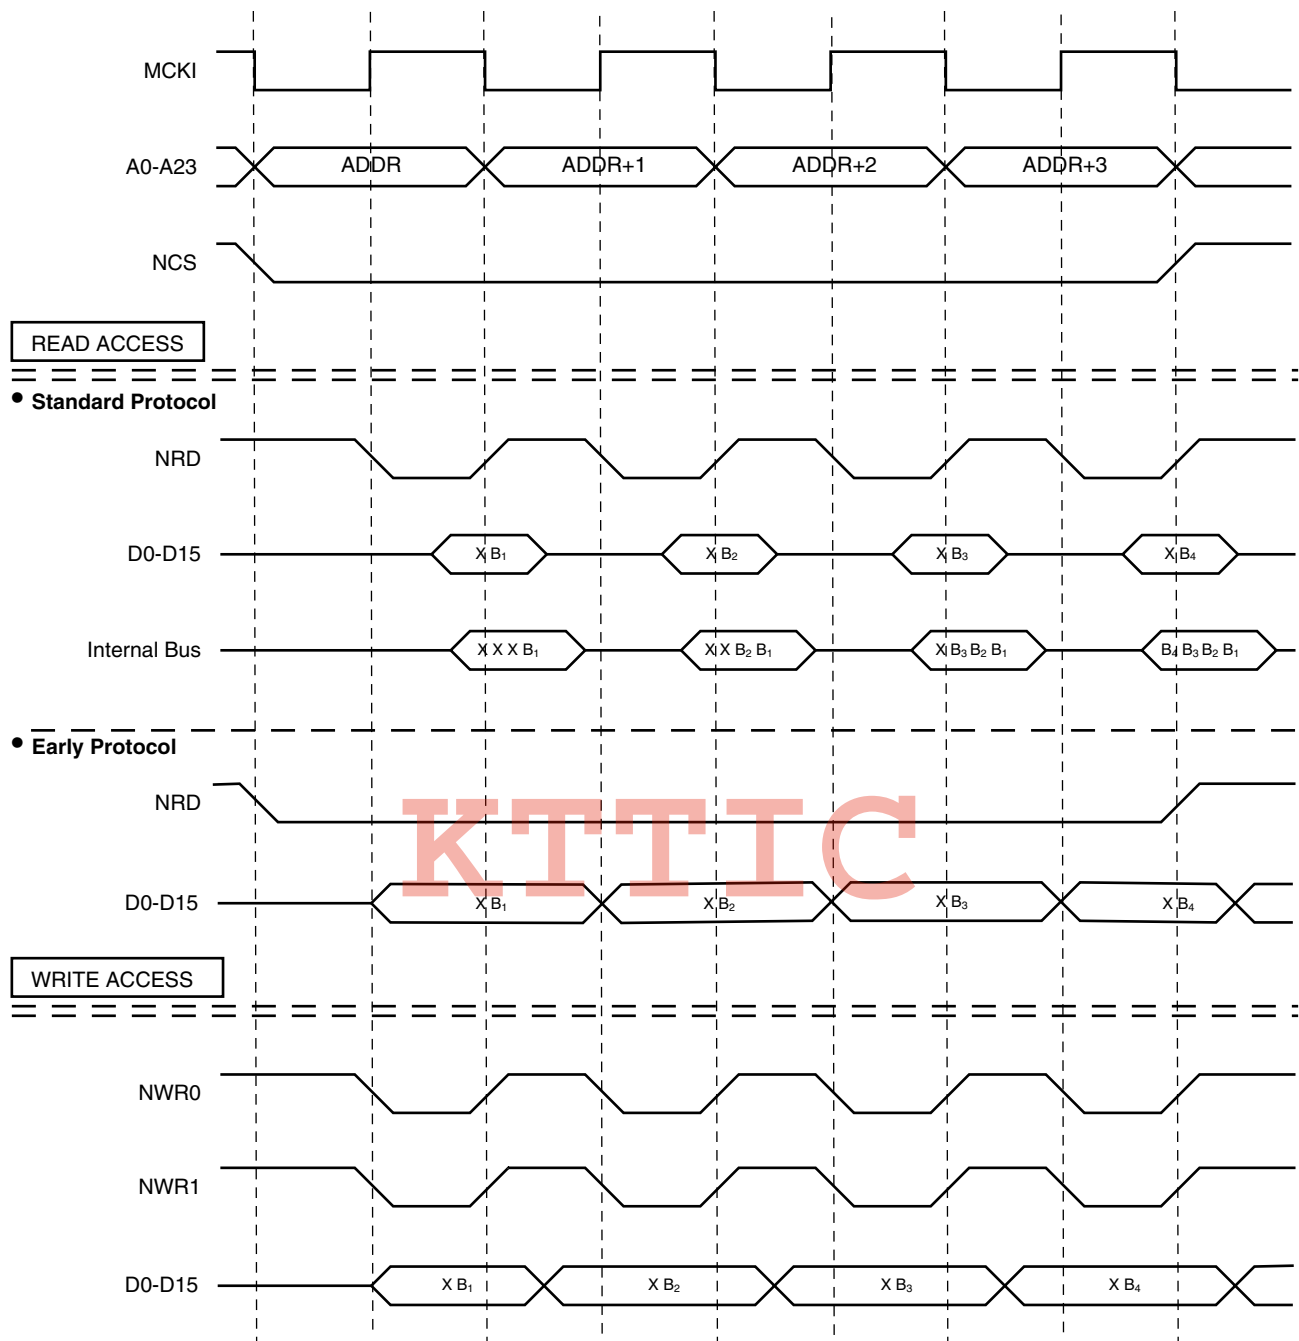 MCKI
A0-A23 ADDR ADDR+1 ADDR+2 ADDR+3
NCS
READ ACCESS
• Standard Protocol
NRD
D0-D15 X B₁ X B₂ X B₃ X B₄
Internal Bus X X X B₁ X X B₂ B₁ X B₃ B₂ B₁ B₄ B₃ B₂ B₁
• Early Protocol
NRD
KTTIC
D0-D15 X B₁ X B₂ X B₃ X B₄
WRITE ACCESS
NWR0
NWR1
D0-D15 X B₁ X B₂ X B₃ X B₄